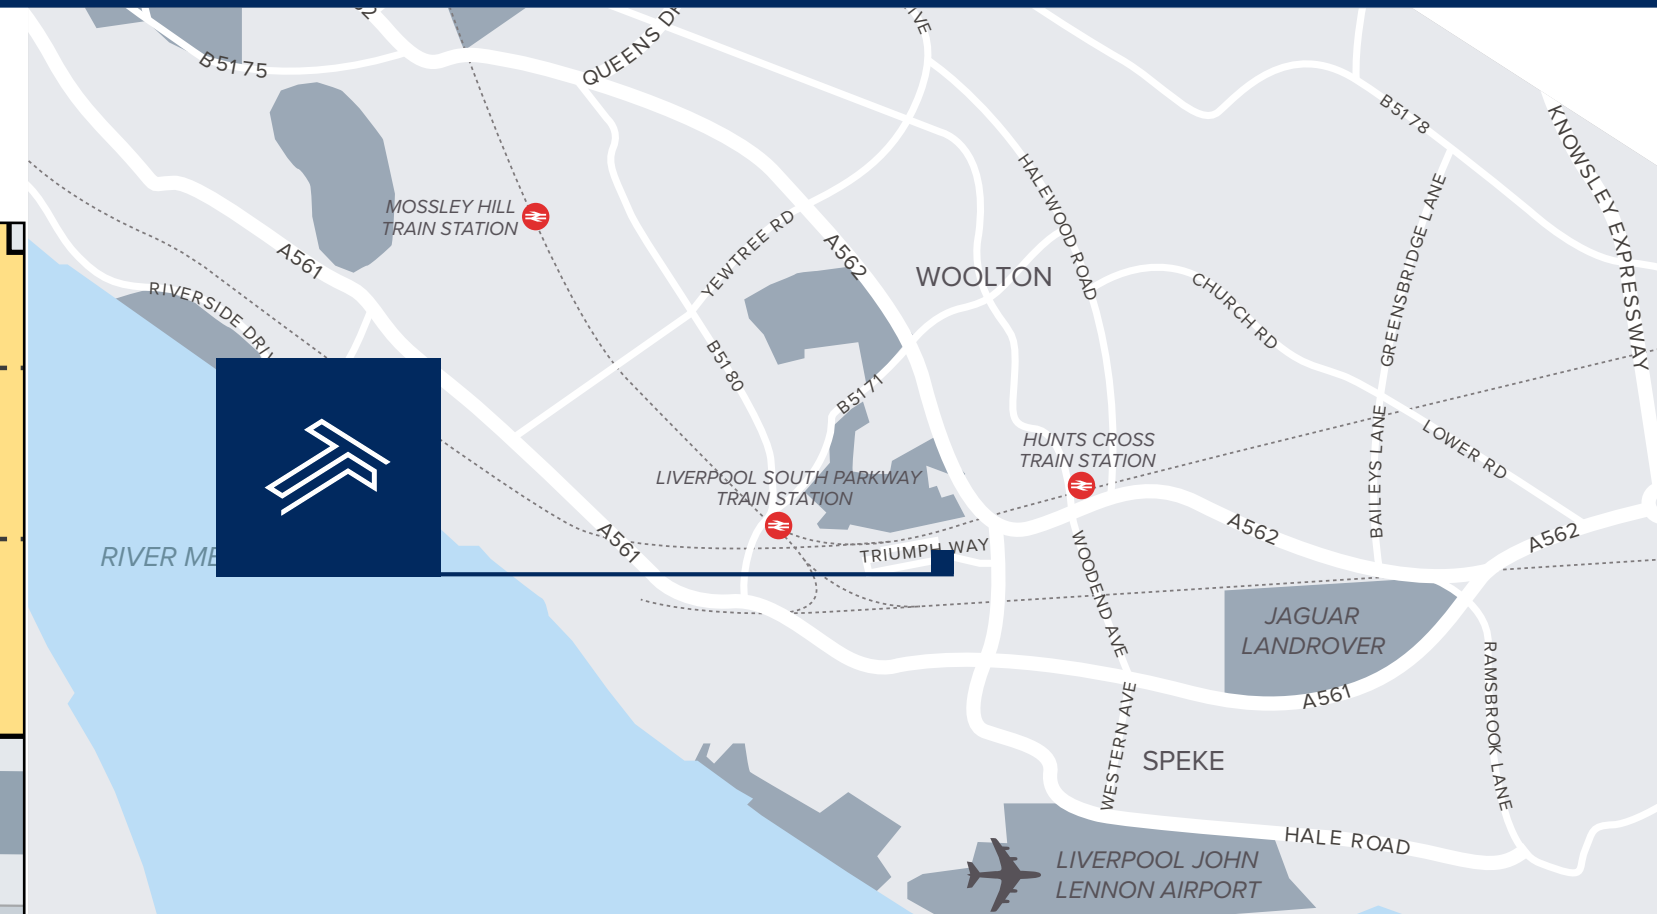 B5175
QUEENS
B5178
KNOWSLEY EXPRESSWAY
HALEWOOD ROAD
MOSSLEY HILL
TRAIN STATION
YEWTREE RD
A562
A561
WOOLTON
GREENSBRIDGE LANE
CHURCH RD
RIVERSIDE
B5180
B5171
HUNTS CROSS
TRAIN STATION
BAILEYS LANE
LOWER RD
LIVERPOOL SOUTH PARKWAY
TRAIN STATION
A561
A562
A562
RIVER
TRIUMPH WAY
WOODEND AVE
JAGUAR
LANDROVER
RAMSBROOK LANE
A561
WESTERN AVE
SPEKE
HALE ROAD
LIVERPOOL JOHN
LENNON AIRPORT